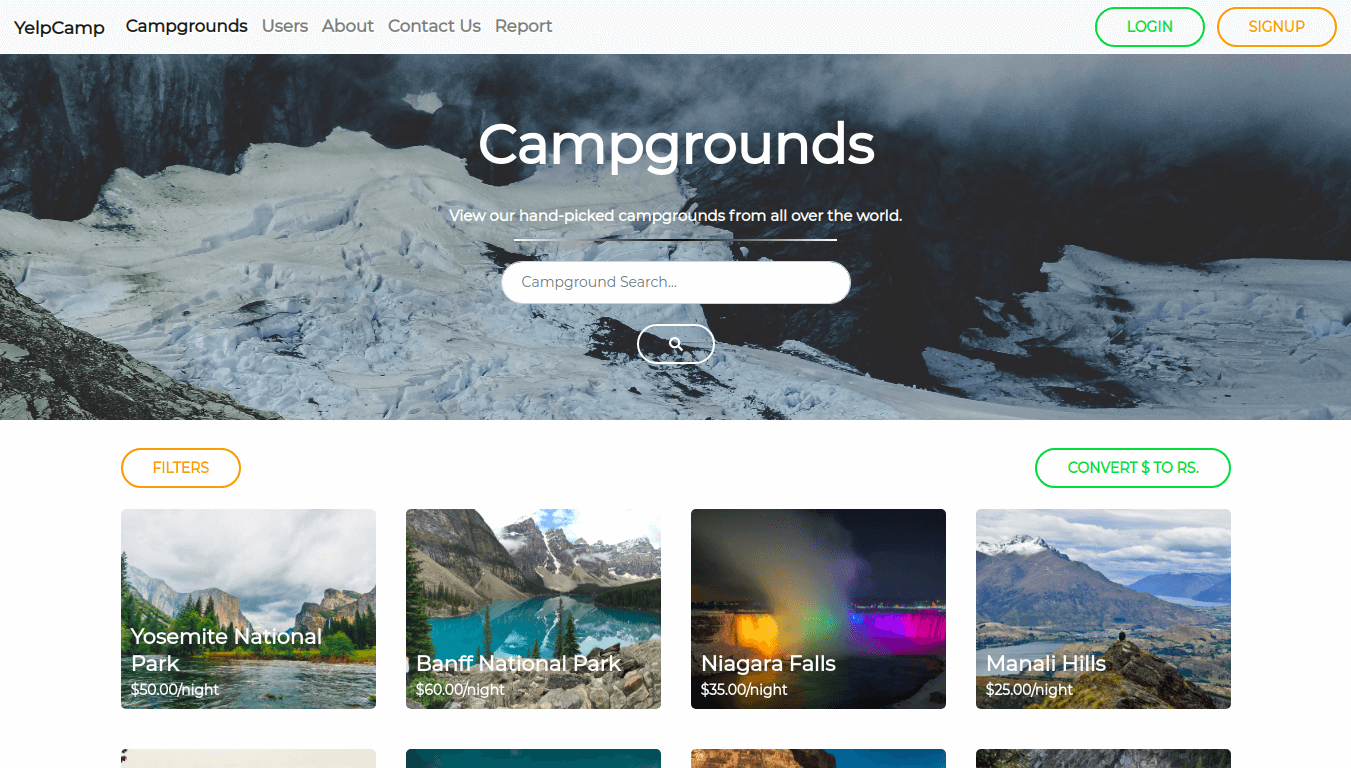 YelpCamp Campgrounds Users About Contact Us Report LOGIN SIGNUP
Campgrounds
View our hand-picked campgrounds from all over the world.
Campground Search...
FILTERS CONVERT $ TO RS.
Yosemite National
Park
$50.00/night
Banff National Park
$60.00/night
Niagara Falls
$35.00/night
Manali Hills
$25.00/night